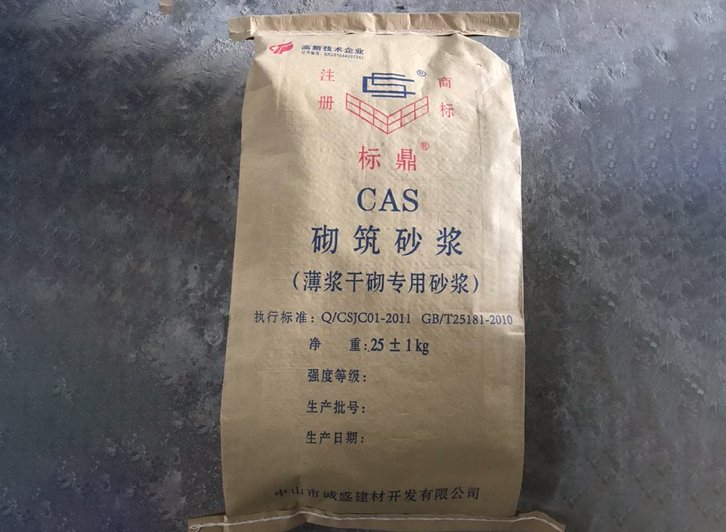 高新技术企业
注册 商标
标鼎®
CAS
砌筑砂浆
(薄浆干砌专用砂浆)
执行标准: Q/CSJC01-2011 GB/T25181-2010
净 重: 25 ± 1kg
强度等级:
生产批号:
生产日期:
中山市诚盛建材开发有限公司